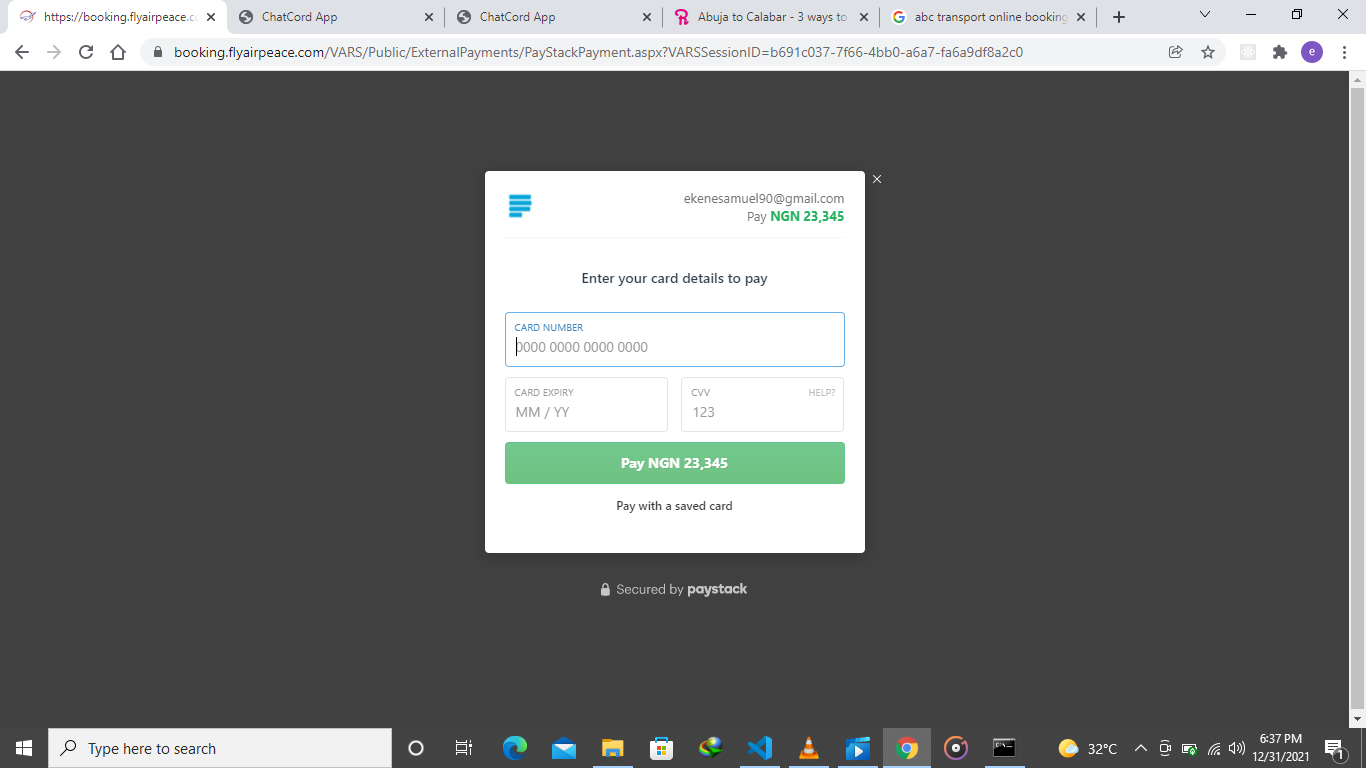 https://booking.flyairpeace.c
ChatCord App
ChatCord App
Abuja to Calabar - 3 ways to
abc transport online booking
booking.flyairpeace.com/VARS/Public/ExternalPayments/PayStackPayment.aspx?VARSSessionID=b691c037-7f66-4bb0-a6a7-fa6a9df8a2c0
e
ekenesamuel90@gmail.com
Pay NGN 23,345
Enter your card details to pay
CARD NUMBER
0000 0000 0000 0000
CARD EXPIRY
MM / YY
CVV
HELP?
123
Pay NGN 23,345
Pay with a saved card
Secured by paystack
Type here to search
32°C
6:37 PM
12/31/2021
1